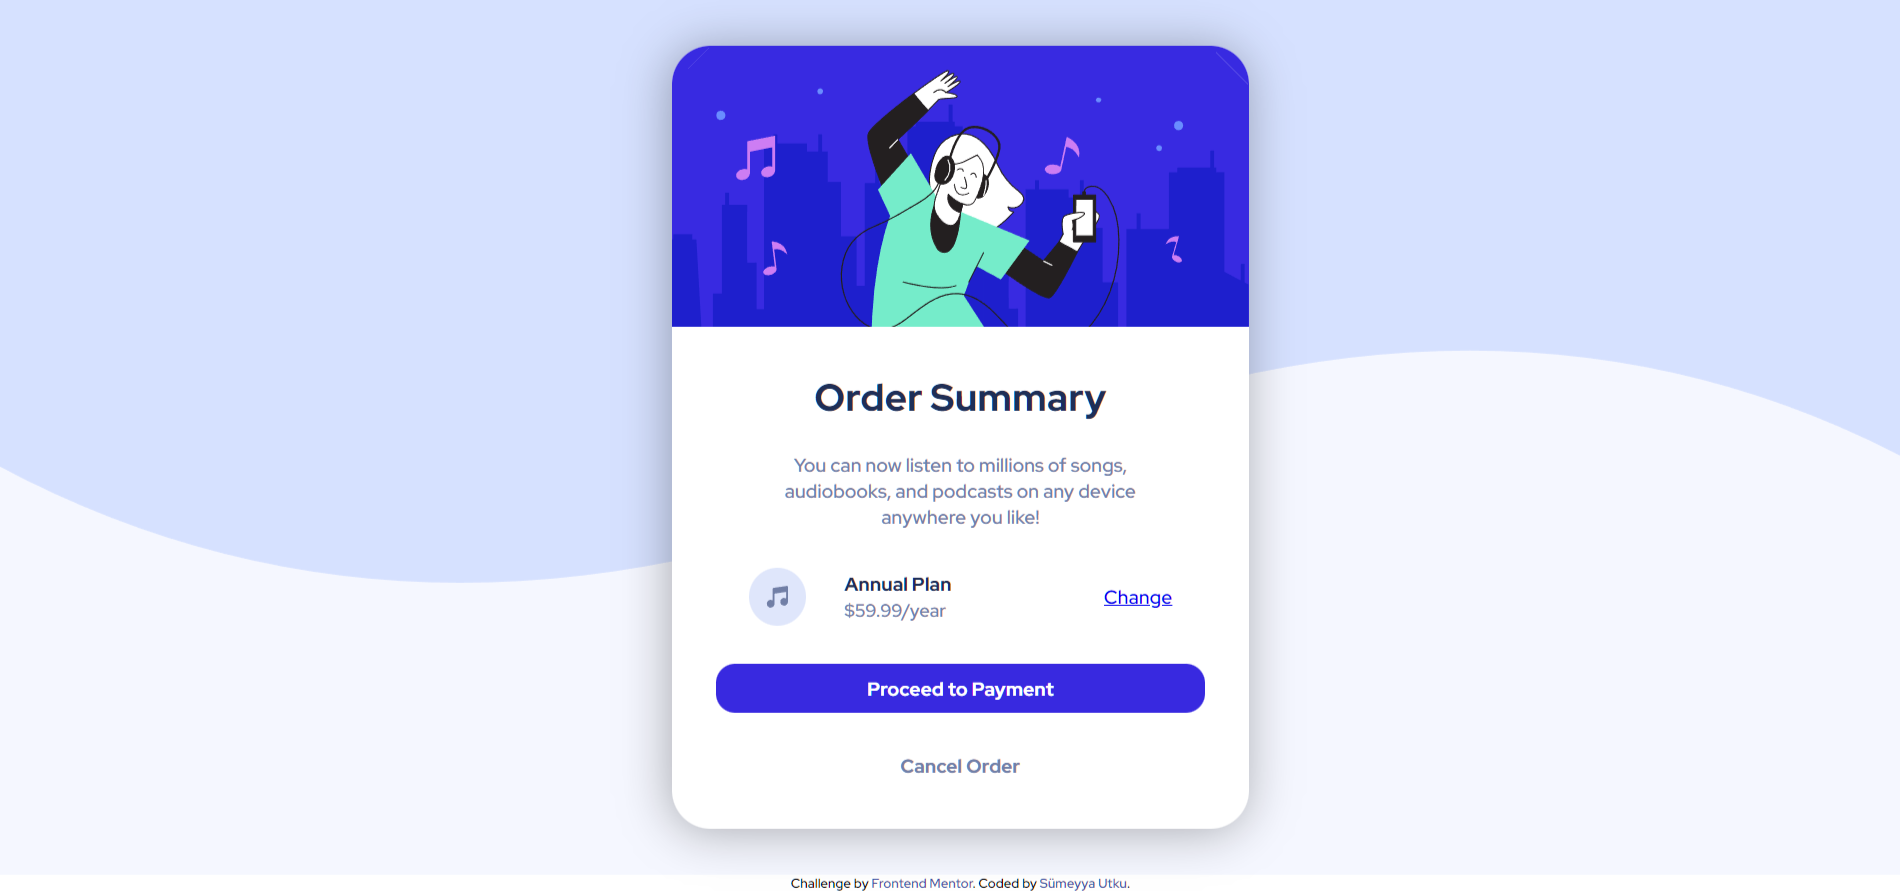 Order Summary
You can now listen to millions of songs,
audiobooks, and podcasts on any device
anywhere you like!
Annual Plan
$59.99/year
Change
Proceed to Payment
Cancel Order
Challenge by Frontend Mentor. Coded by Sümeyya Utku.